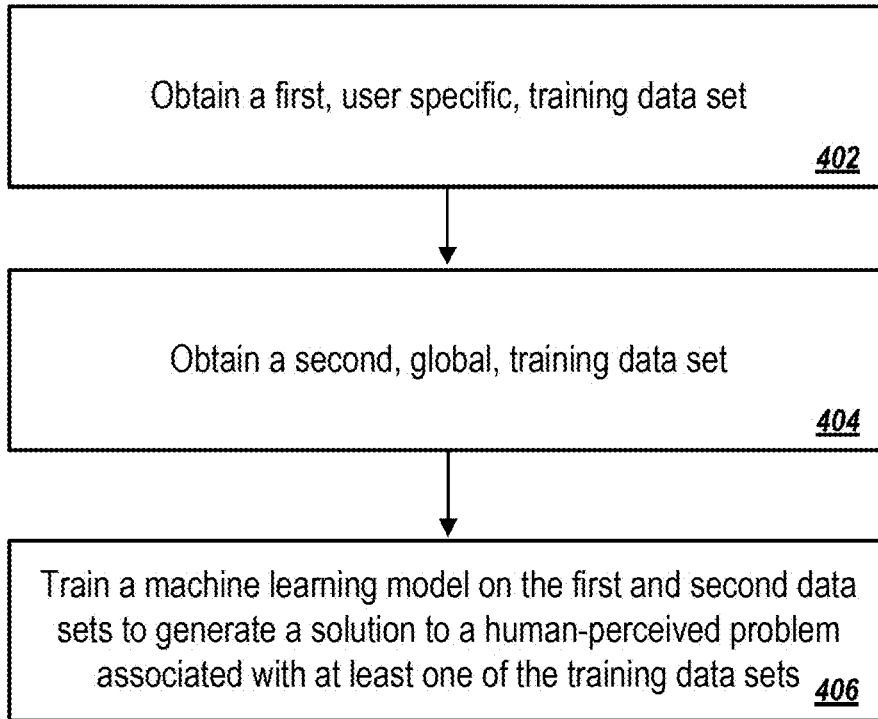 Obtain a first, user specific, training data set
402
Obtain a second, global, training data set
404
Train a machine learning model on the first and second data
sets to generate a solution to a human-perceived problem
associated with at least one of the training data sets 406